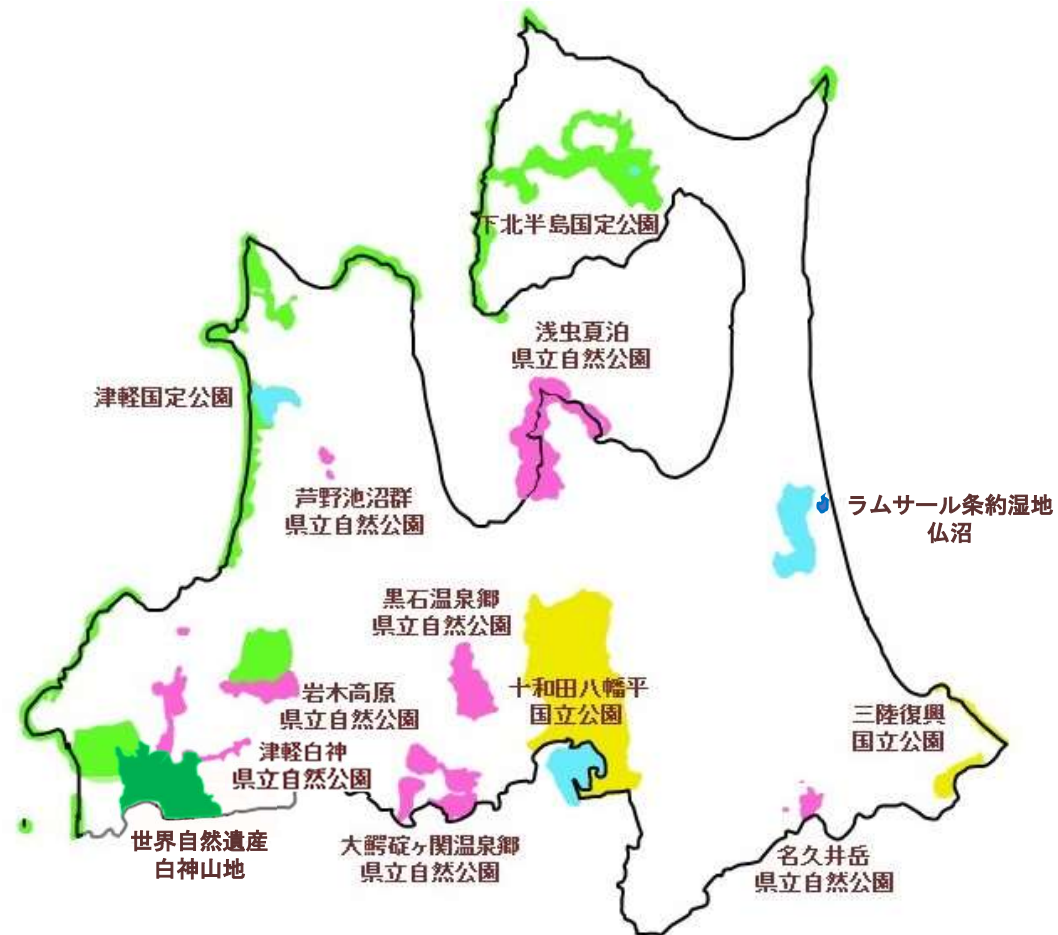 下北半島国定公園
浅虫夏泊
県立自然公園
津軽国定公園
芦野池沼群
県立自然公園
ラムサール条約湿地
仏沼
黒石温泉郷
県立自然公園
岩木高原
県立自然公園
十和田八幡平
国立公園
三陸復興
国立公園
津軽白神
県立自然公園
世界自然遺産
白神山地
大鰐碇ヶ関温泉郷
県立自然公園
名久井岳
県立自然公園